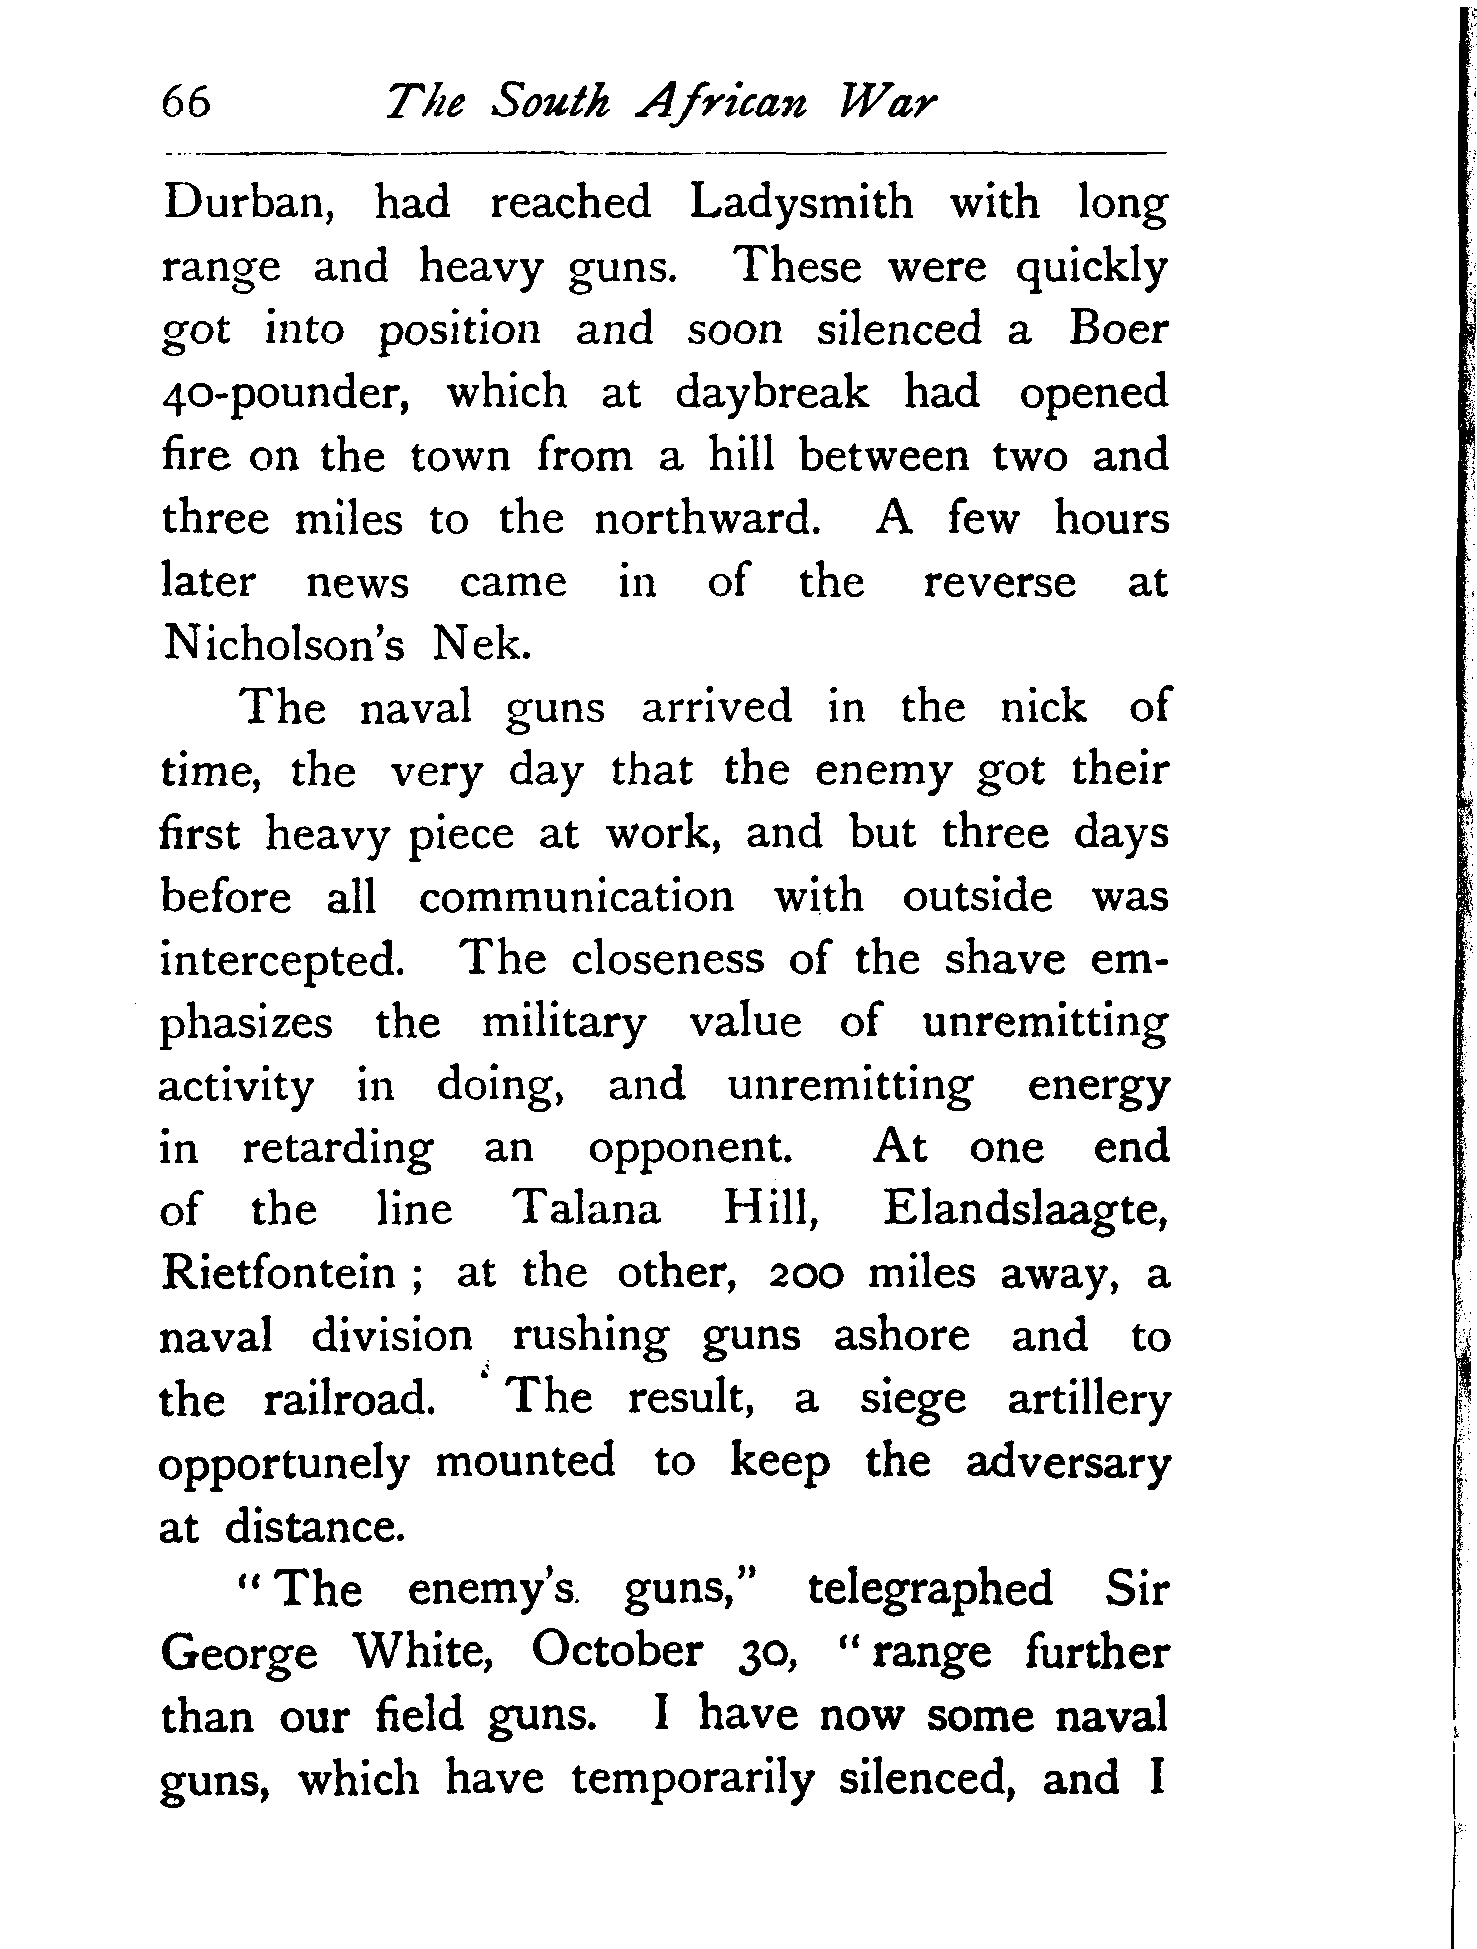 66 The South African War
Durban, had reached Ladysmith with long
range and heavy guns. These were quickly
got into position and soon silenced a Boer
40-pounder, which at daybreak had opened
fire on the town from a hill between two and
three miles to the northward. A few hours
later news came in of the reverse at
Nicholson's Nek.
The naval guns arrived in the nick of
time, the very day that the enemy got their
first heavy piece at work, and but three days
before all communication with outside was
intercepted. The closeness of the shave em-
phasizes the military value of unremitting
activity in doing, and unremitting energy
in retarding an opponent. At one end
of the line Talana Hill, Elandslaagte,
Rietfontein ; at the other, 200 miles away, a
naval division rushing guns ashore and to
the railroad. The result, a siege artillery
opportunely mounted to keep the adversary
at distance.
“ The enemy's guns,” telegraphed Sir
George White, October 30, “ range further
than our field guns. I have now some naval
guns, which have temporarily silenced, and I